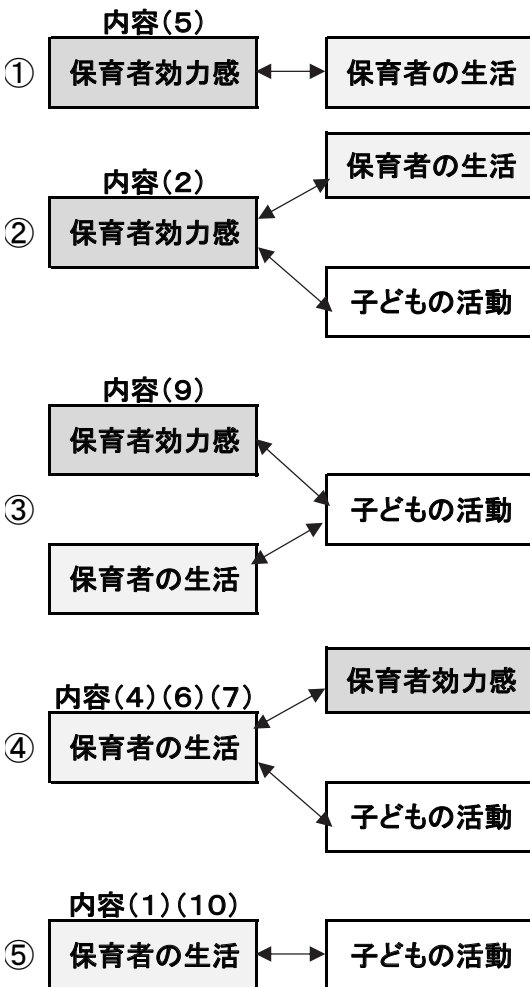 内容(5)
① 保育者効力感 保育者の生活
保育者の生活
内容(2)
② 保育者効力感
子どもの活動
内容(9)
保育者効力感
③ 子どもの活動
保育者の生活
保育者効力感
内容(4)(6)(7)
④ 保育者の生活
子どもの活動
内容(1)(10)
⑤ 保育者の生活 子どもの活動